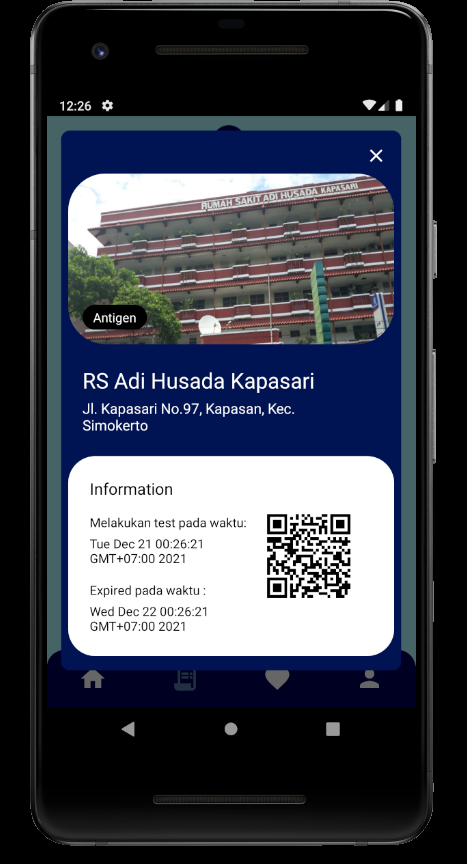 12:26
RUMAH SAKIT ADI HUSADA KAPASARI
Antigen
RS Adi Husada Kapasari
Jl. Kapasari No.97, Kapasan, Kec.
Simokerto
Information
Melakukan test pada waktu:
Tue Dec 21 00:26:21
GMT+07:00 2021
Expired pada waktu :
Wed Dec 22 00:26:21
GMT+07:00 2021